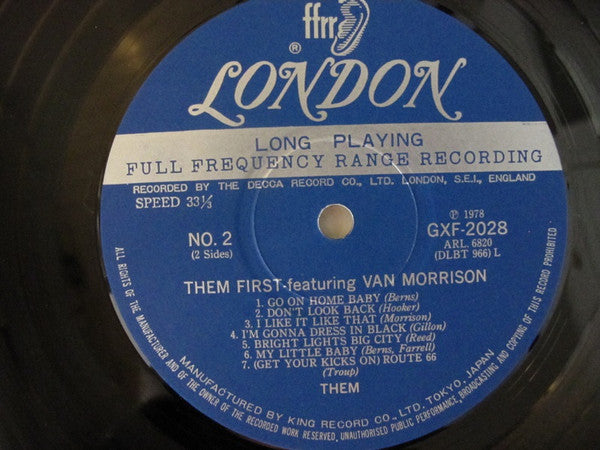 ffrr
®
LONDON
LONG PLAYING
FULL FREQUENCY RANGE RECORDING
RECORDED BY THE DECCA RECORD CO., LTD. LONDON, S.E.I., ENGLAND
SPEED 33⅓
℗ 1978
NO. 2
GXF-2028
(2 Sides)
ARL. 6820
(DLBT 966) L
THEM FIRST-featuring VAN MORRISON
1. GO ON HOME BABY (Berns)
2. DON'T LOOK BACK (Hooker)
3. I LIKE IT LIKE THAT (Morrison)
4. I'M GONNA DRESS IN BLACK (Gillon)
5. BRIGHT LIGHTS BIG CITY (Reed)
6. MY LITTLE BABY (Berns, Farrell)
7. (GET YOUR KICKS ON) ROUTE 66
(Troup)
THEM
MANUFACTURED BY KING RECORD CO., LTD, TOKYO, JAPAN
ALL RIGHTS OF THE MANUFACTURER AND OF THE OWNER OF THE RECORDED WORK RESERVED, UNAUTHORISED PUBLIC PERFORMANCE, BROADCASTING AND COPYING OF THIS RECORD PROHIBITED